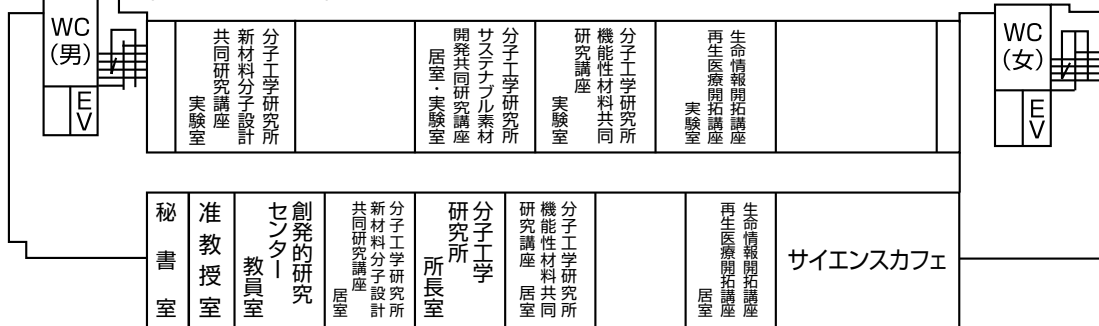 WC
(男)
EV
分子工学研究所
新材料分子設計
共同研究講座
実験室
分子工学研究所
サステナブル素材
開発共同研究講座
居室・実験室
分子工学研究所
機能性材料共同
研究講座
実験室
生命情報開拓講座
再生医療開拓講座
実験室
WC
(女)
EV
秘書室
准教授室
創発的研究
センター
教員室
分子工学研究所
新材料分子設計
共同研究講座
居室
分子工学
研究所
所長室
分子工学研究所
機能性材料共同
研究講座 居室
生命情報開拓講座
再生医療開拓講座
居室
サイエンスカフェ